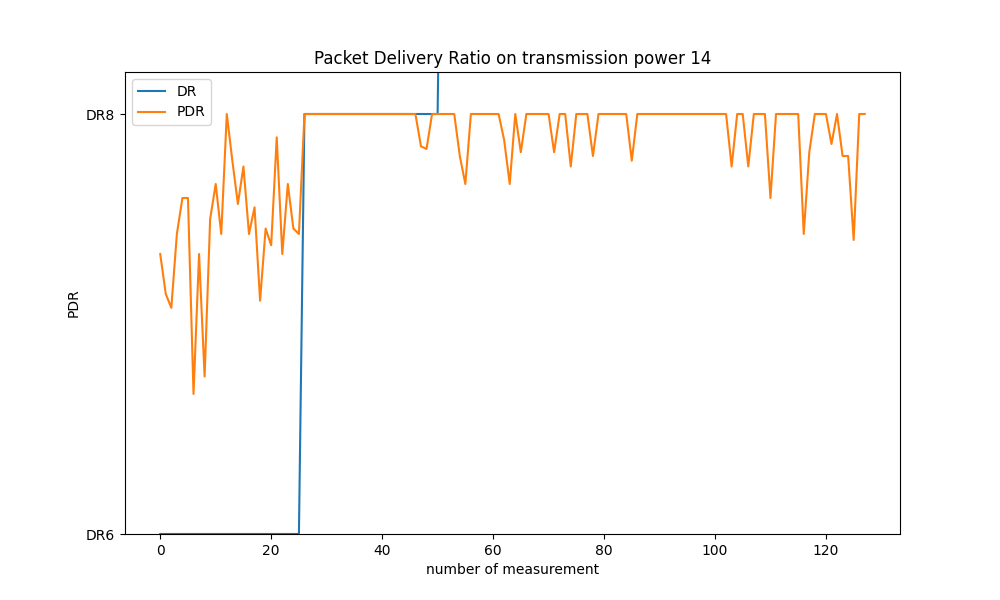 Packet Delivery Ratio on transmission power 14
DR
PDR
DR8
PDR
DR6
0 20 40 60 80 100 120
number of measurement